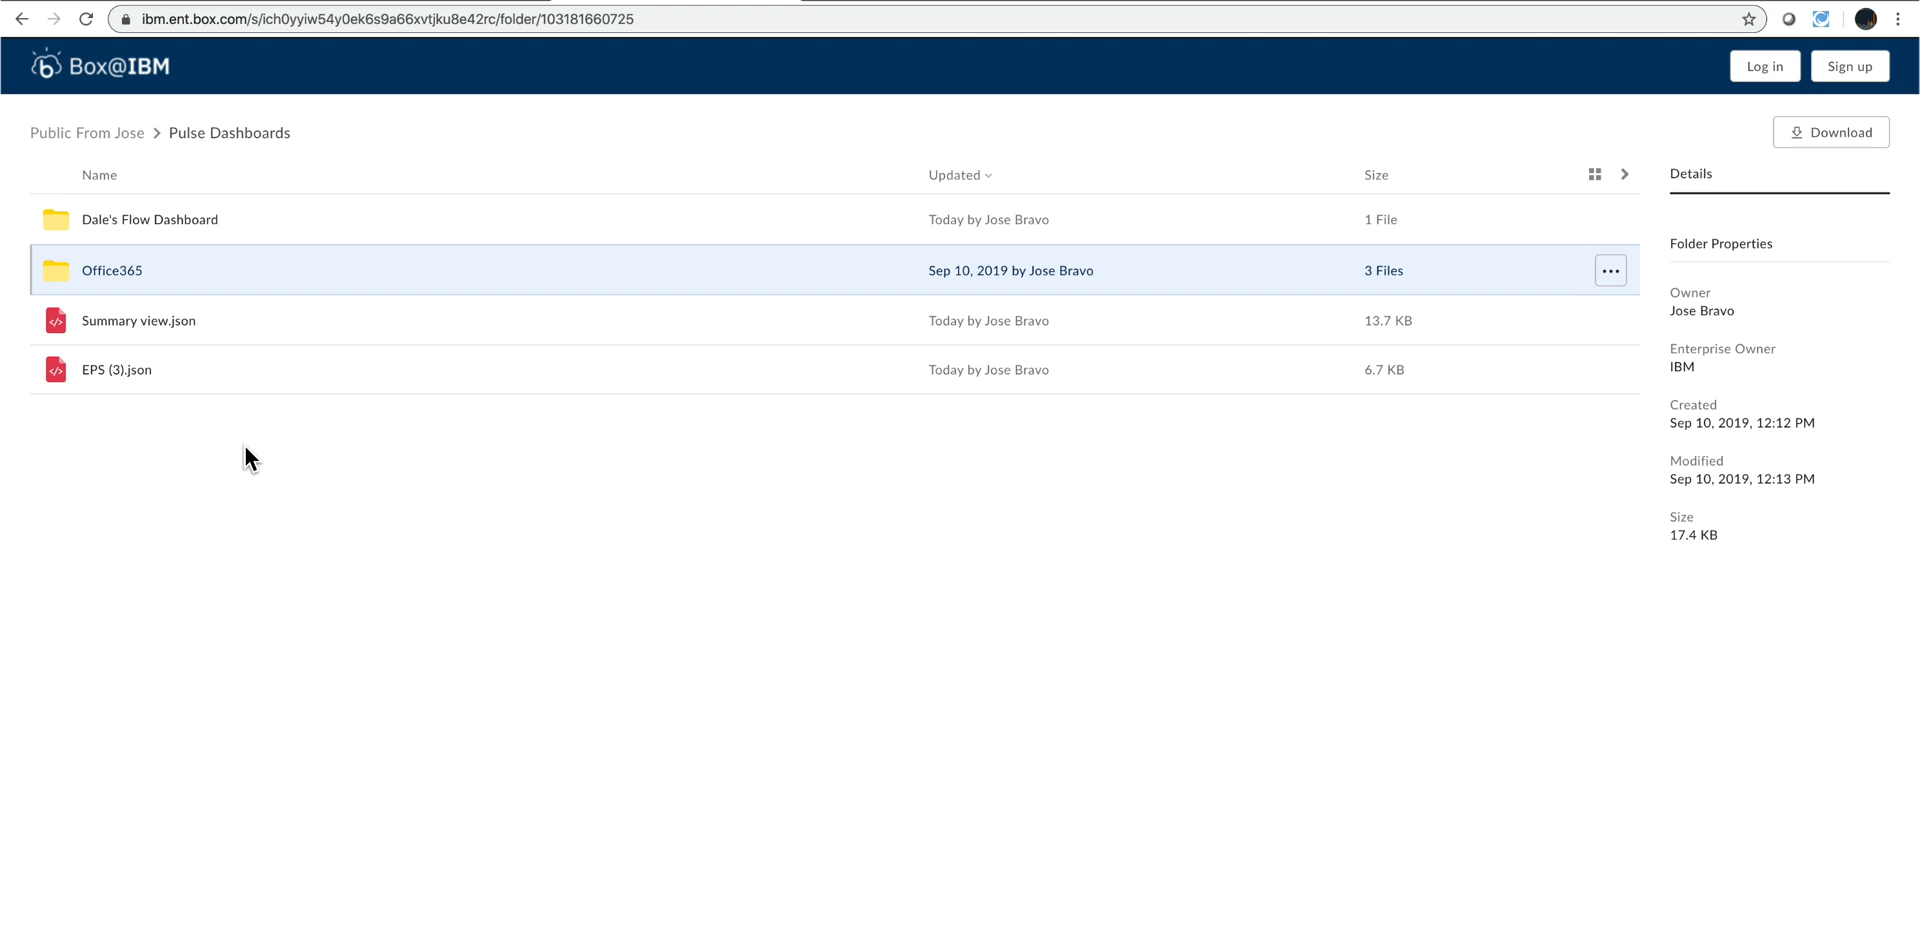 ibm.ent.box.com/s/ich0yyiw54y0ek6s9a66xvtjku8e42rc/folder/103181660725
Box@IBM
Log in
Sign up
Public From Jose > Pulse Dashboards
Download
Name Updated Size
Details
Dale's Flow Dashboard Today by Jose Bravo 1 File
Office365 Sep 10, 2019 by Jose Bravo 3 Files
Summary view.json Today by Jose Bravo 13.7 KB
EPS (3).json Today by Jose Bravo 6.7 KB
Folder Properties
Owner
Jose Bravo
Enterprise Owner
IBM
Created
Sep 10, 2019, 12:12 PM
Modified
Sep 10, 2019, 12:13 PM
Size
17.4 KB